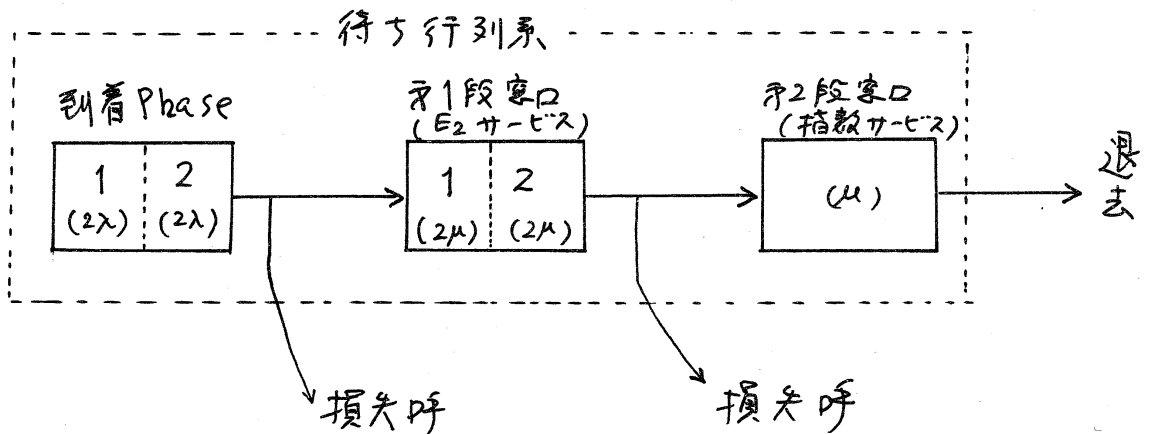 待ち行列系
到着Phase
1 2
(2λ) (2λ)
才1段窓口
(E₂サービス)
1 2
(2μ) (2μ)
才2段窓口
(指数サービス)
(μ)
退去
損失呼
損失呼